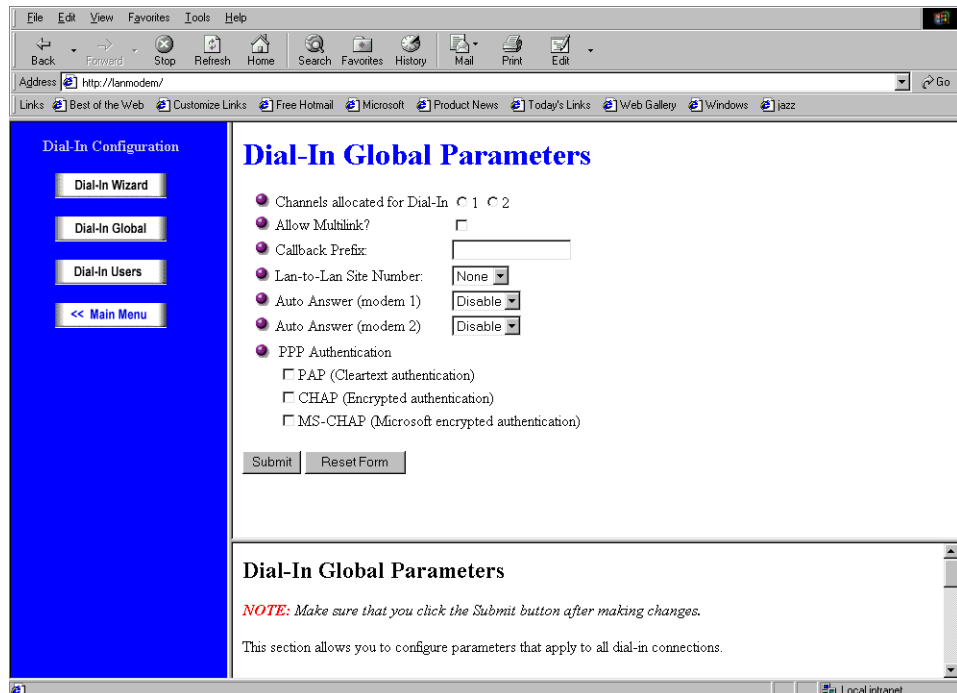 File Edit View Favorites Tools Help
Back Forward Stop Refresh Home Search Favorites History Mail Print Edit
Address http://lanmodem/ Go
Links Best of the Web Customize Links Free Hotmail Microsoft Product News Today's Links Web Gallery Windows jazz
Dial-In Configuration
Dial-In Wizard
Dial-In Global
Dial-In Users
<< Main Menu
Dial-In Global Parameters
Channels allocated for Dial-In 1 2
Allow Multilink?
Callback Prefix:
Lan-to-Lan Site Number: None
Auto Answer (modem 1) Disable
Auto Answer (modem 2) Disable
PPP Authentication
PAP (Cleartext authentication)
CHAP (Encrypted authentication)
MS-CHAP (Microsoft encrypted authentication)
Submit Reset Form
Dial-In Global Parameters
NOTE: Make sure that you click the Submit button after making changes.
This section allows you to configure parameters that apply to all dial-in connections.
Local intranet